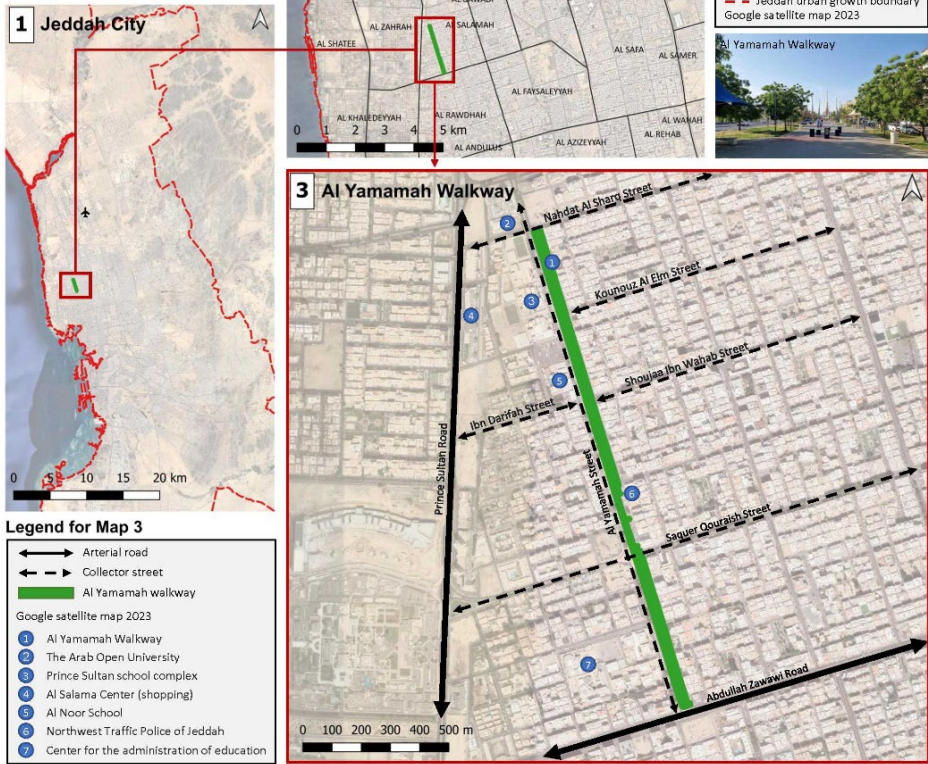 1 Jeddah City
0 5 10 15 20 km
AL ZAHRAH
AL SALAMAH
AL SHATEE
AL SAFA
AL SAMER
AL FAYSALEYYAH
AL KHALEDEYYAH
AL RAWDHAH
AL WAHAH
AL REHAB
AL ANDULUS
AL AZIZEYYAH
0 1 2 3 4 5 km
Jeddah urban growth boundary
Google satellite map 2023
Al Yamamah Walkway
3 Al Yamamah Walkway
Nahdat Al Sharq Street
Kounouz Al Elm Street
Shoujaa Ibn Wahab Street
Ibn Darifah Street
Prince Sultan Road
Al Yamamah Street
Saquer Qouraish Street
Abdullah Zawawi Road
1
2
3
4
5
6
7
0 100 200 300 400 500 m
Legend for Map 3
Arterial road
Collector street
Al Yamamah walkway
Google satellite map 2023
1 Al Yamamah Walkway
2 The Arab Open University
3 Prince Sultan school complex
4 Al Salama Center (shopping)
5 Al Noor School
6 Northwest Traffic Police of Jeddah
7 Center for the administration of education